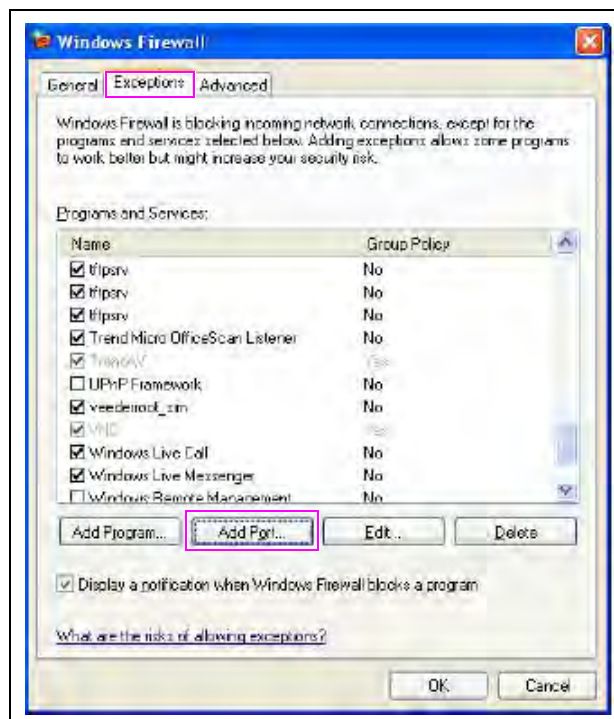 Windows Firewall
General Exceptions Advanced
Windows Firewall is blocking incoming network connections, except for the
programs and services selected below. Adding exceptions allows some programs
to work better but might increase your security risk.
Programs and Services:
Name Group Policy
tftpsrv No
tftpsrv No
tftpsrv No
Trend Micro OfficeScan Listener No
TrendAV Yes
UPnP Framework No
veederroot_sim No
VNC Yes
Windows Live Call No
Windows Live Messenger No
Windows Remote Management No
Add Program... Add Port... Edit... Delete
Display a notification when Windows Firewall blocks a program
What are the risks of allowing exceptions?
OK Cancel